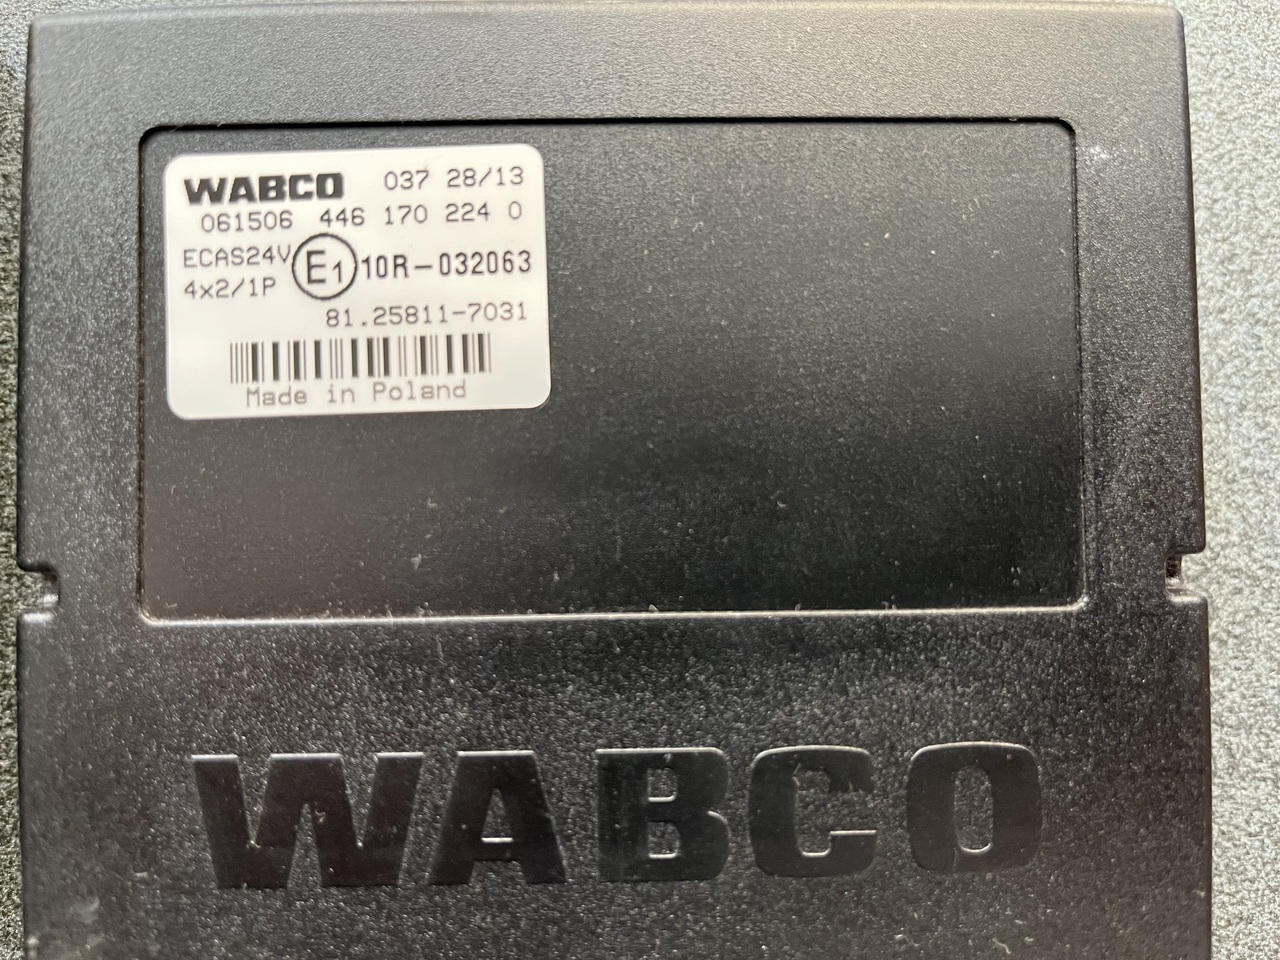 WABCO 037 28/13
061506 446 170 224 0
ECAS24V E1 10R-032063
4x2/1P
81.25811-7031
Made in Poland
WABCO